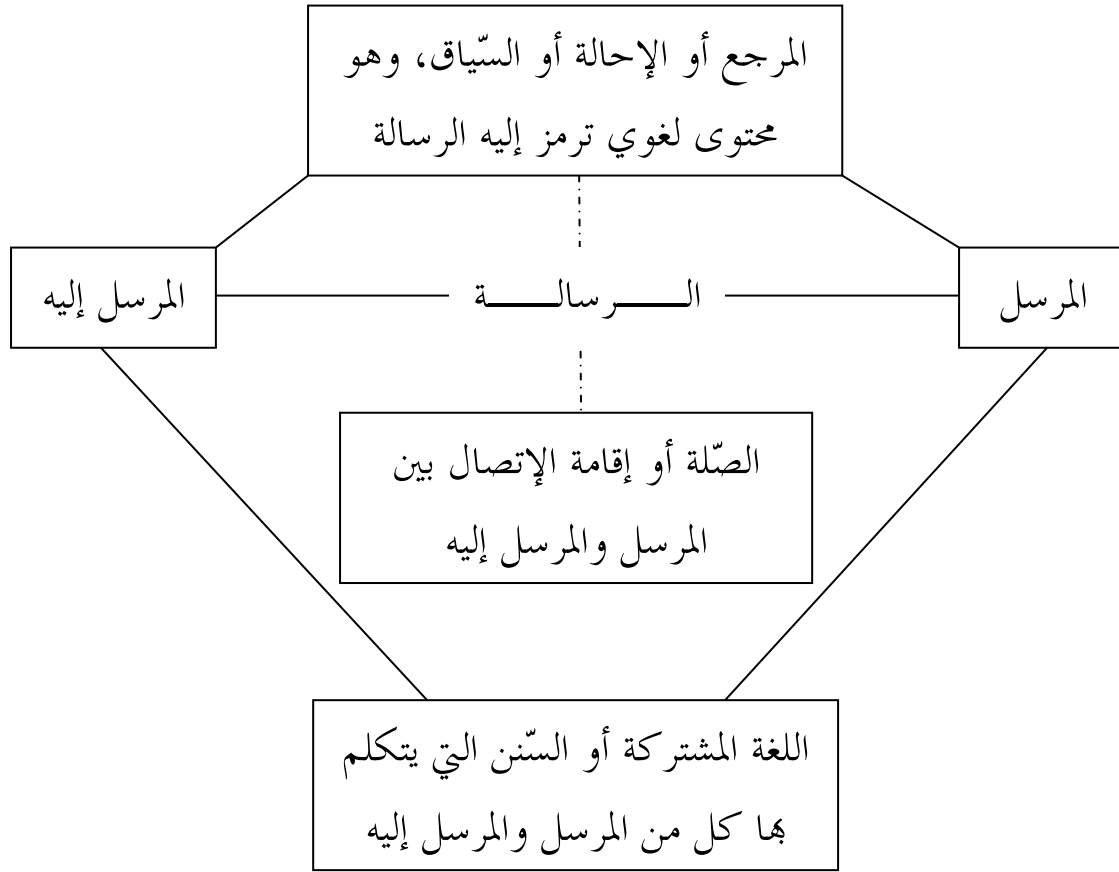 المرجع أو الإحالة أو السّياق، وهو
محتوى لغوي ترمز إليه الرسالة
المرسل
الـــــرسالـــــة
المرسل إليه
الصّلة أو إقامة الإتصال بين
المرسل والمرسل إليه
اللغة المشتركة أو السّنن التي يتكلم
بها كل من المرسل والمرسل إليه